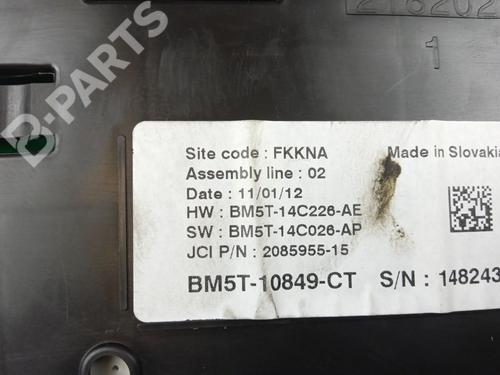 B-PARTS
1
Site code : FKKNA
Made in Slovakia
Assembly line : 02
Date : 11/01/12
HW : BM5T-14C226-AE
SW : BM5T-14C026-AP
JCI P/N : 2085955-15
BM5T-10849-CT S/N : 148243